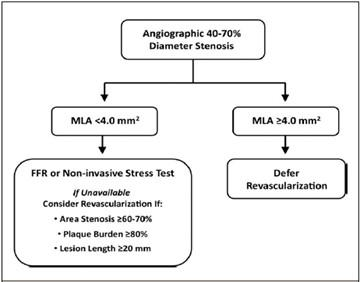 Angiographic 40-70%
Diameter Stenosis
MLA <4.0 mm²
MLA ≥4.0 mm²
FFR or Non-invasive Stress Test
If Unavailable
Consider Revascularization If:
• Area Stenosis ≥60-70%
• Plaque Burden ≥80%
• Lesion Length ≥20 mm
Defer
Revascularization